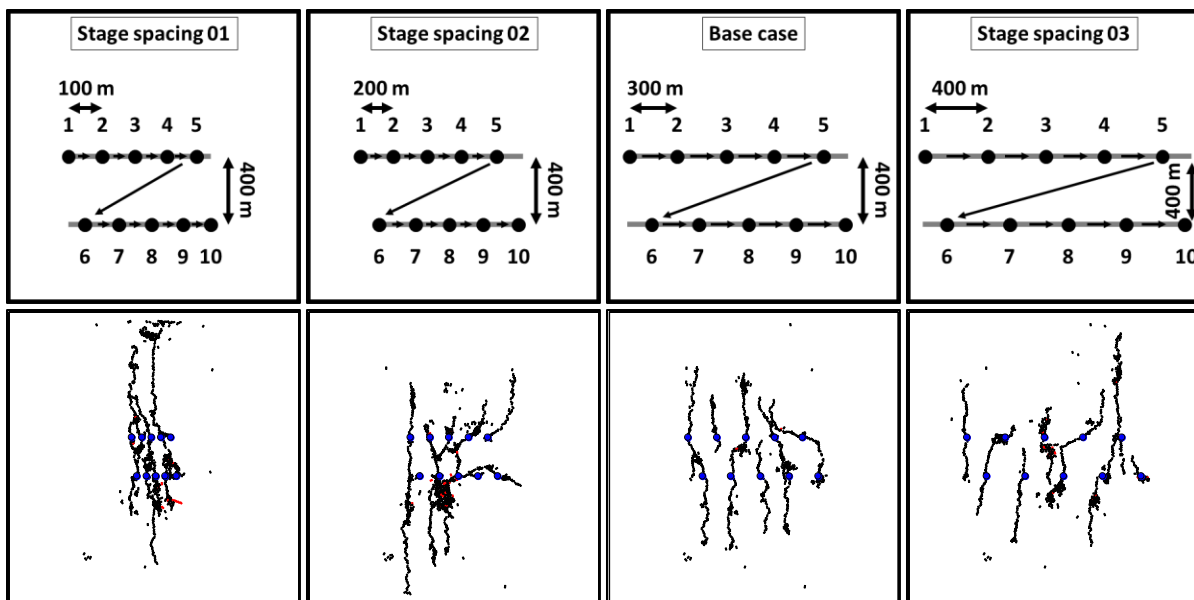 Stage spacing 01
100 m
1 2 3 4 5
400 m
6 7 8 9 10
Stage spacing 02
200 m
1 2 3 4 5
400 m
6 7 8 9 10
Base case
300 m
1 2 3 4 5
400 m
6 7 8 9 10
Stage spacing 03
400 m
1 2 3 4 5
400 m
6 7 8 9 10